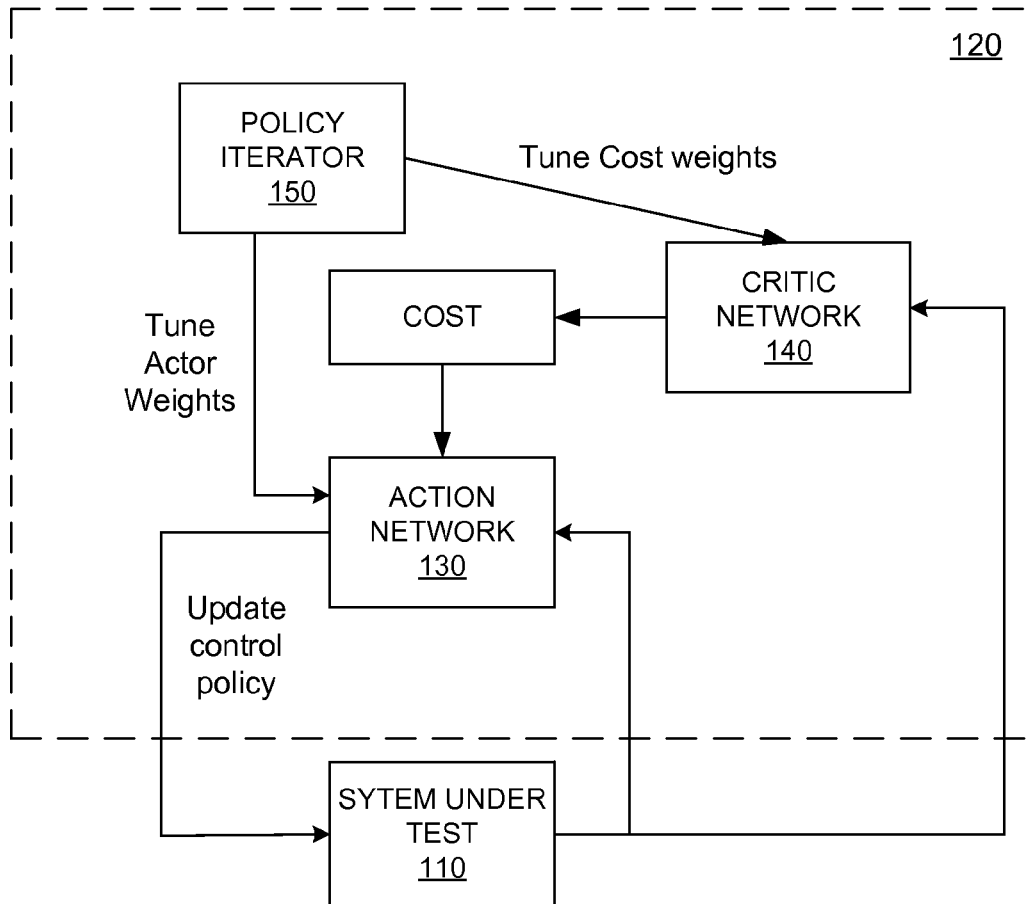 120
POLICY
ITERATOR
150
Tune Cost weights
CRITIC
NETWORK
140
COST
Tune
Actor
Weights
ACTION
NETWORK
130
Update
control
policy
SYTEM UNDER
TEST
110